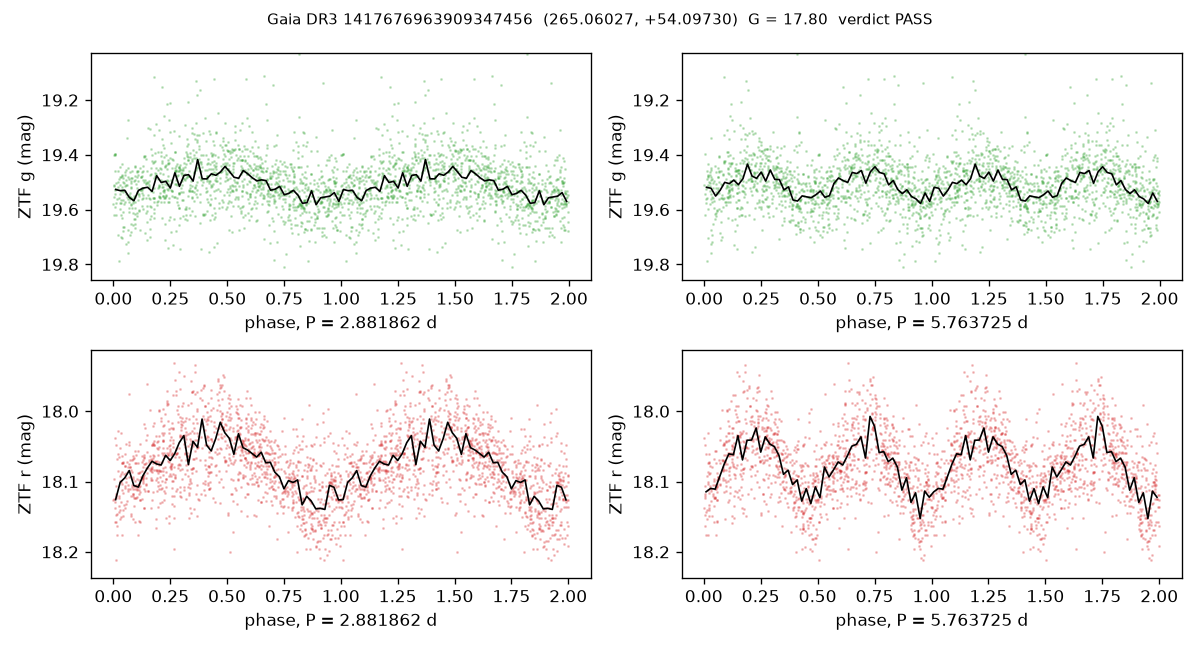 Gaia DR3 1417676963909347456 (265.06027, +54.09730) G = 17.80 verdict PASS
ZTF g (mag)
19.2
19.4
19.6
19.8
0.00 0.25 0.50 0.75 1.00 1.25 1.50 1.75 2.00
phase, P = 2.881862 d
ZTF g (mag)
19.2
19.4
19.6
19.8
0.00 0.25 0.50 0.75 1.00 1.25 1.50 1.75 2.00
phase, P = 5.763725 d
ZTF r (mag)
18.0
18.1
18.2
0.00 0.25 0.50 0.75 1.00 1.25 1.50 1.75 2.00
phase, P = 2.881862 d
ZTF r (mag)
18.0
18.1
18.2
0.00 0.25 0.50 0.75 1.00 1.25 1.50 1.75 2.00
phase, P = 5.763725 d